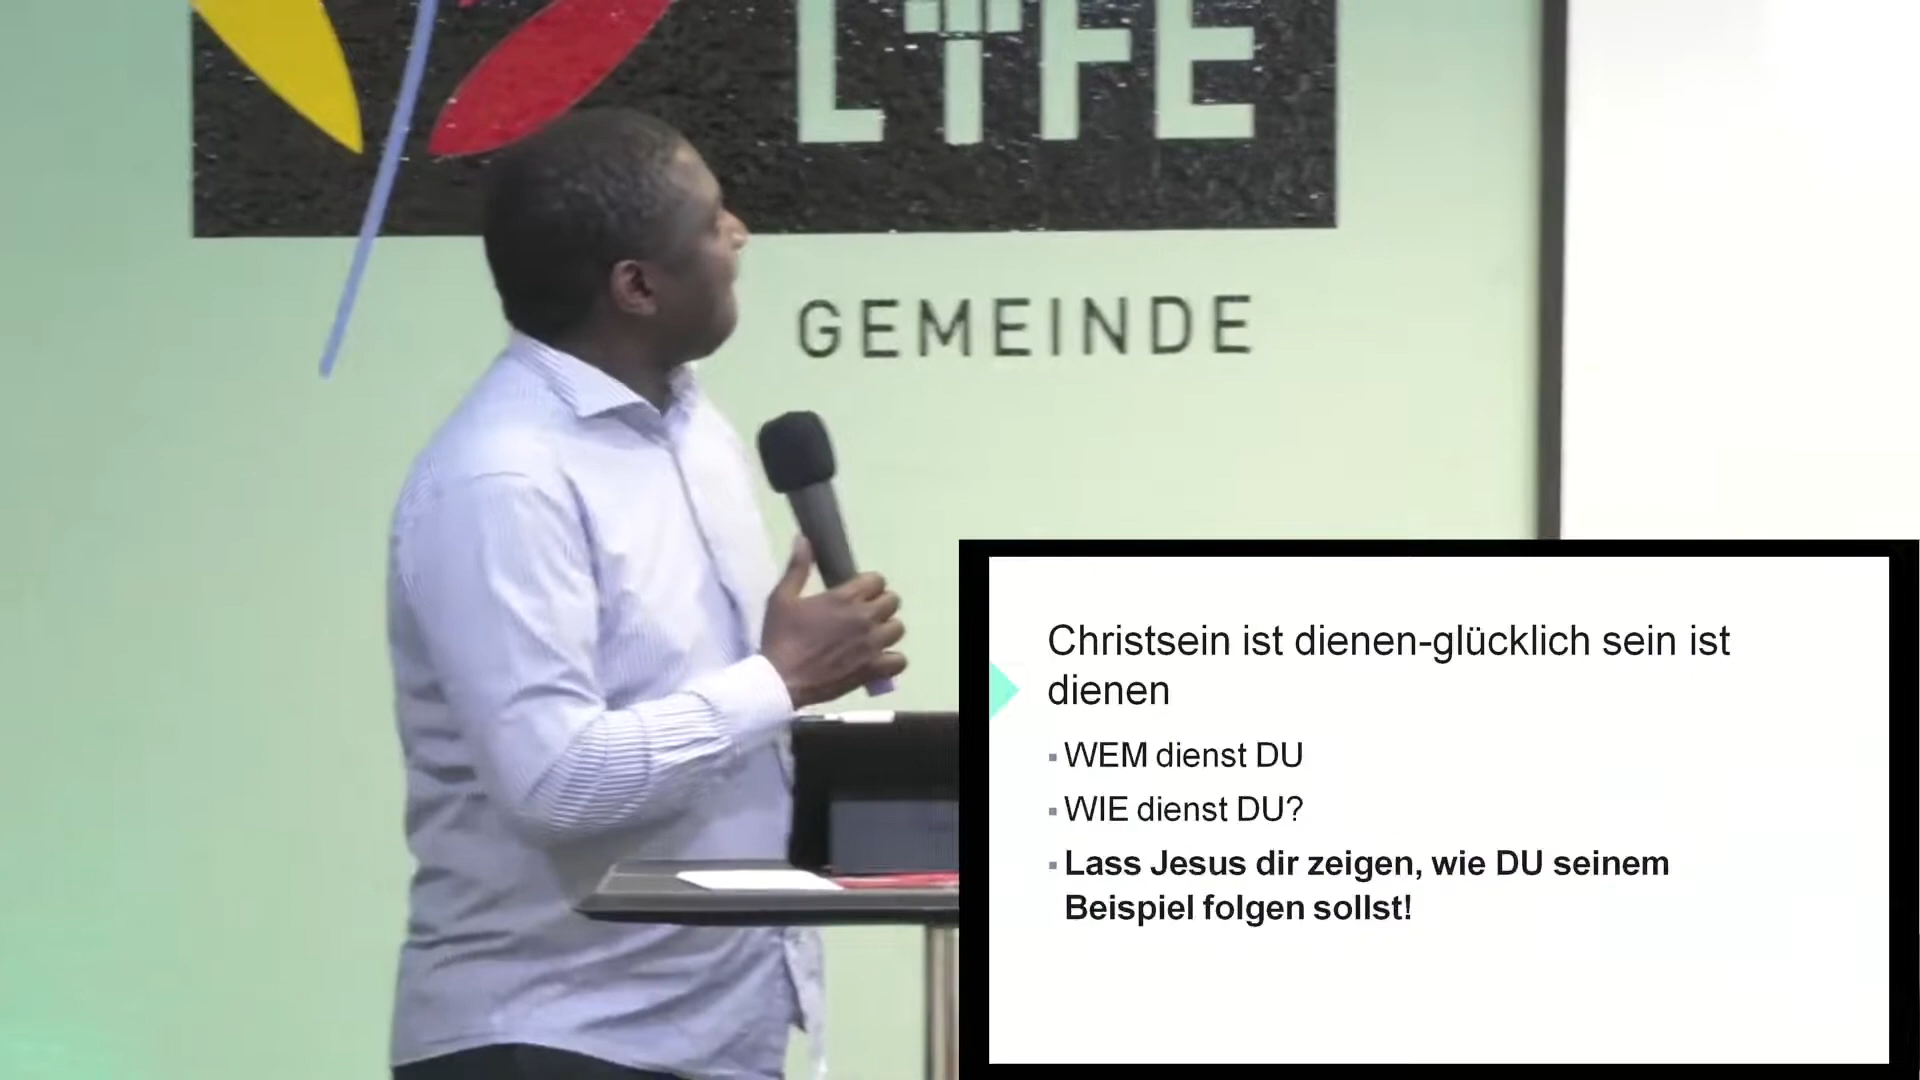 LIFE
GEMEINDE
Christsein ist dienen-glücklich sein ist
dienen
▪ WEM dienst DU
▪ WIE dienst DU?
▪ Lass Jesus dir zeigen, wie DU seinem
Beispiel folgen sollst!